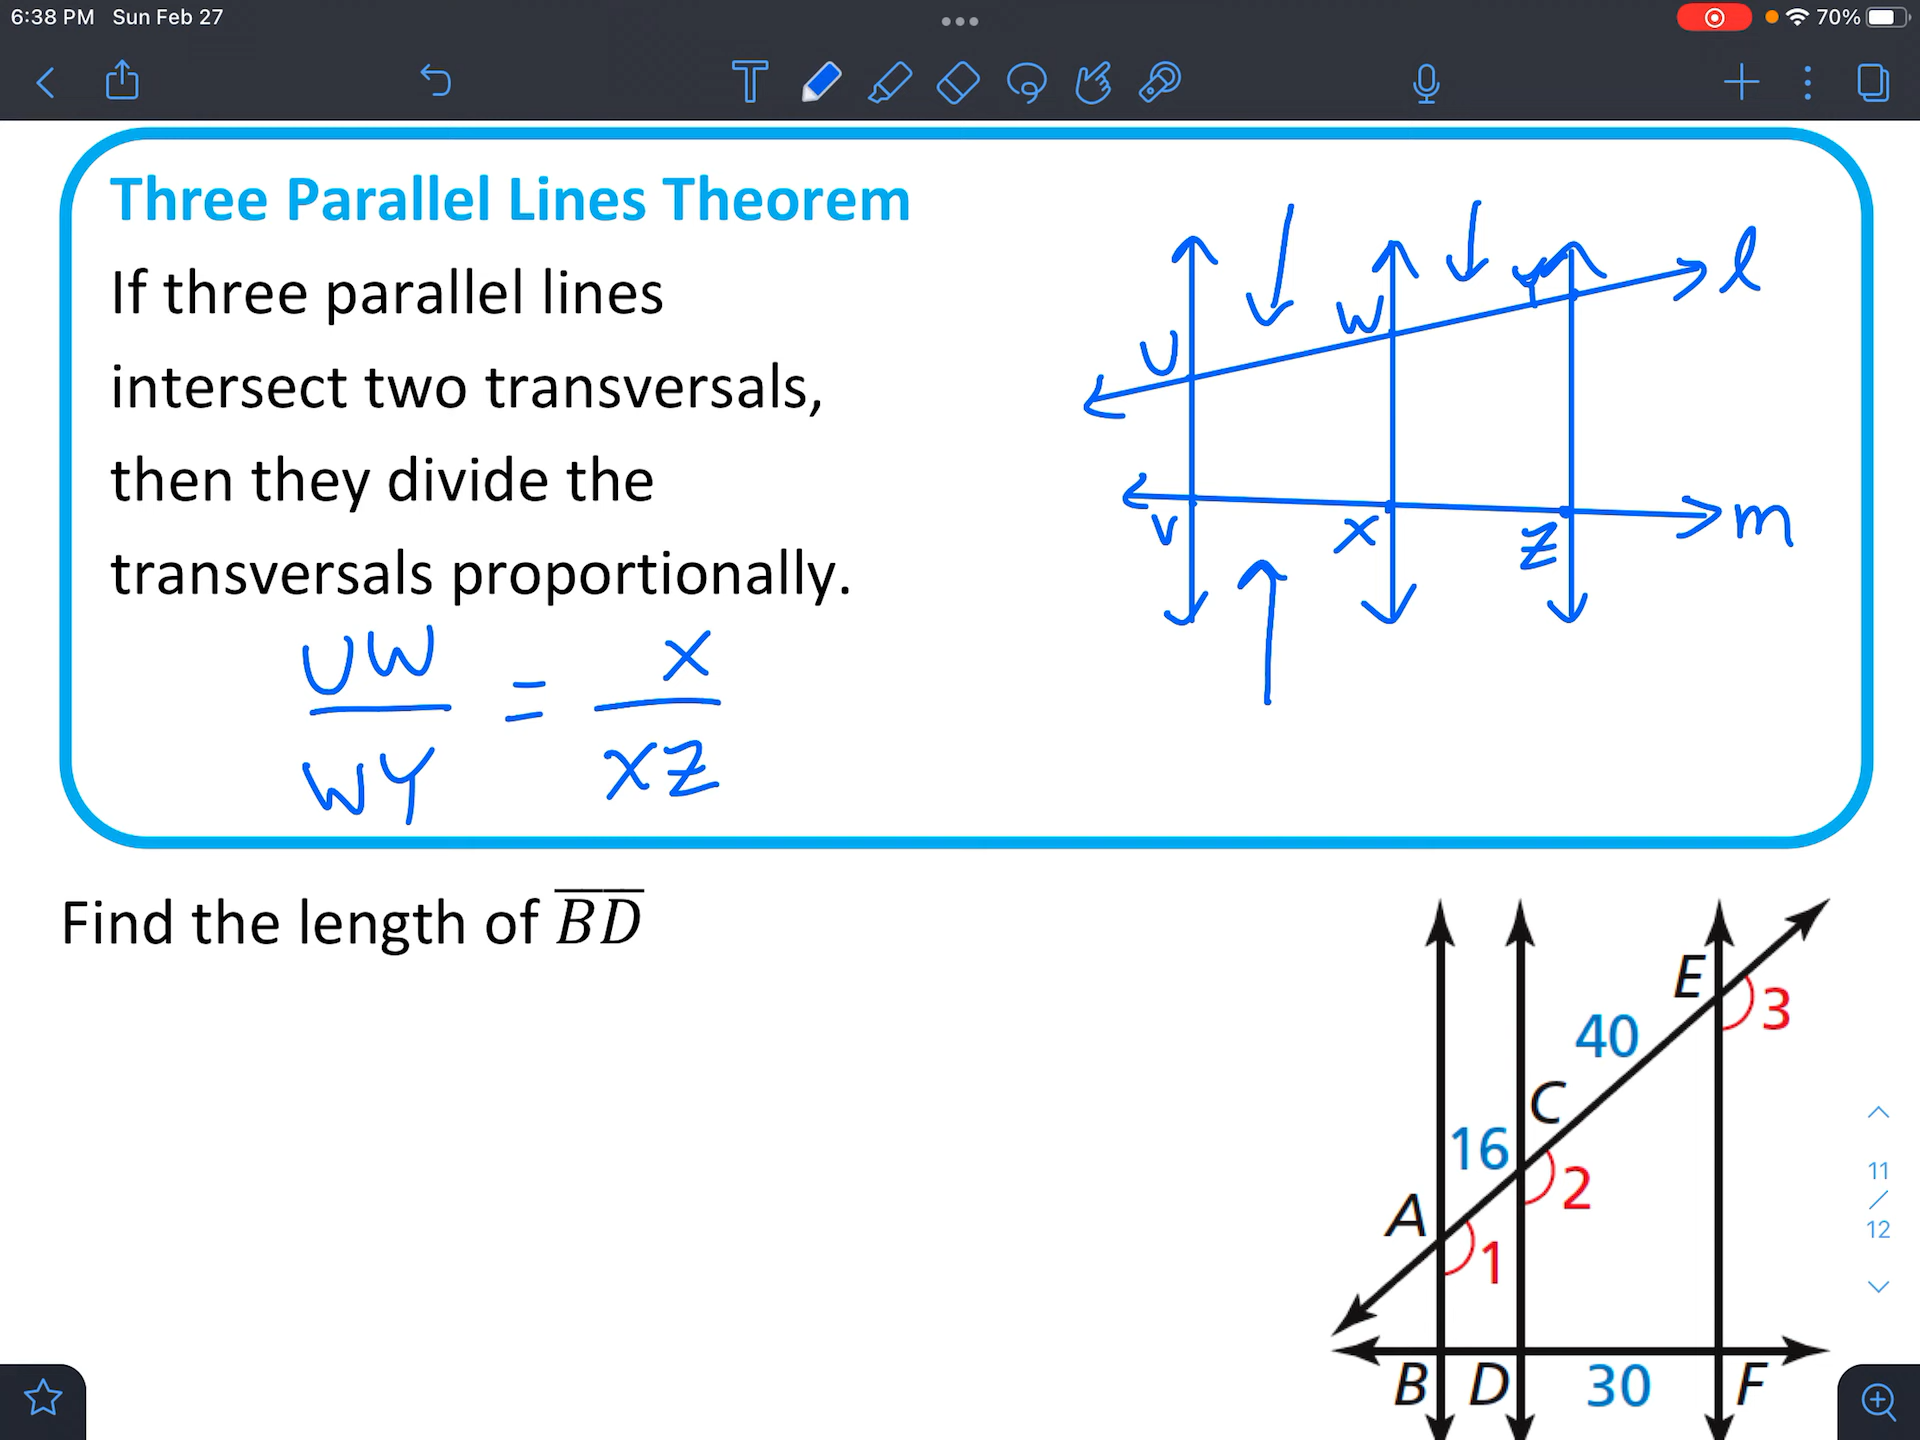 6:38 PM Sun Feb 27
70%
Three Parallel Lines Theorem
If three parallel lines
intersect two transversals,
then they divide the
transversals proportionally.
UW
WY
=
X
XZ
l
U
W
Y
V
X
Z
m
Find the length of BD
E
3
40
C
16
2
A
1
B
D
30
F
11
/
12